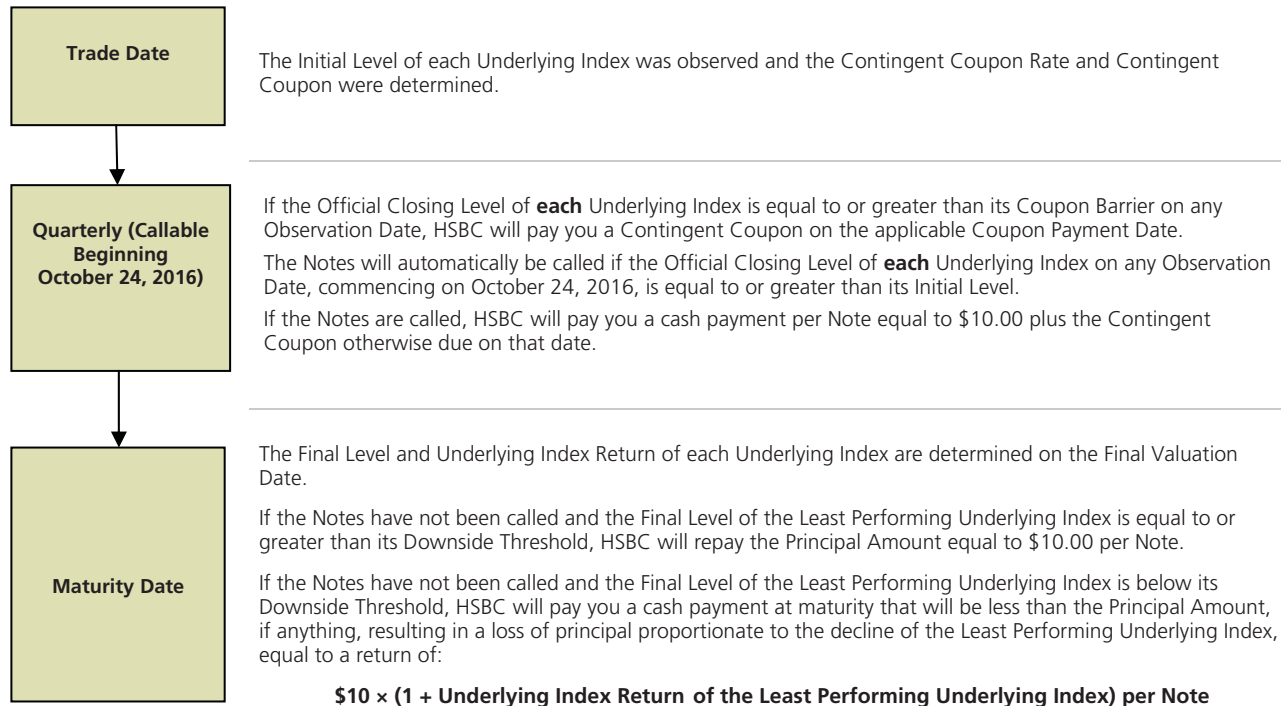 Trade Date
The Initial Level of each Underlying Index was observed and the Contingent Coupon Rate and Contingent
Coupon were determined.
Quarterly (Callable
Beginning
October 24, 2016)
If the Official Closing Level of each Underlying Index is equal to or greater than its Coupon Barrier on any
Observation Date, HSBC will pay you a Contingent Coupon on the applicable Coupon Payment Date.
The Notes will automatically be called if the Official Closing Level of each Underlying Index on any Observation
Date, commencing on October 24, 2016, is equal to or greater than its Initial Level.
If the Notes are called, HSBC will pay you a cash payment per Note equal to $10.00 plus the Contingent
Coupon otherwise due on that date.
Maturity Date
The Final Level and Underlying Index Return of each Underlying Index are determined on the Final Valuation
Date.
If the Notes have not been called and the Final Level of the Least Performing Underlying Index is equal to or
greater than its Downside Threshold, HSBC will repay the Principal Amount equal to $10.00 per Note.
If the Notes have not been called and the Final Level of the Least Performing Underlying Index is below its
Downside Threshold, HSBC will pay you a cash payment at maturity that will be less than the Principal Amount,
if anything, resulting in a loss of principal proportionate to the decline of the Least Performing Underlying Index,
equal to a return of:
$10 × (1 + Underlying Index Return of the Least Performing Underlying Index) per Note